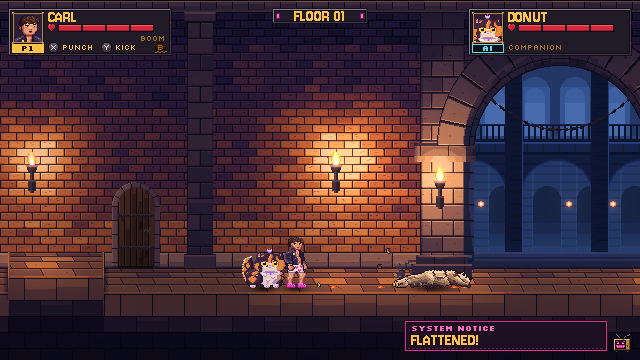 CARL
P1
X PUNCH Y KICK
BOOM
B
FLOOR 01
DONUT
AI
COMPANION
SYSTEM NOTICE
FLATTENED!